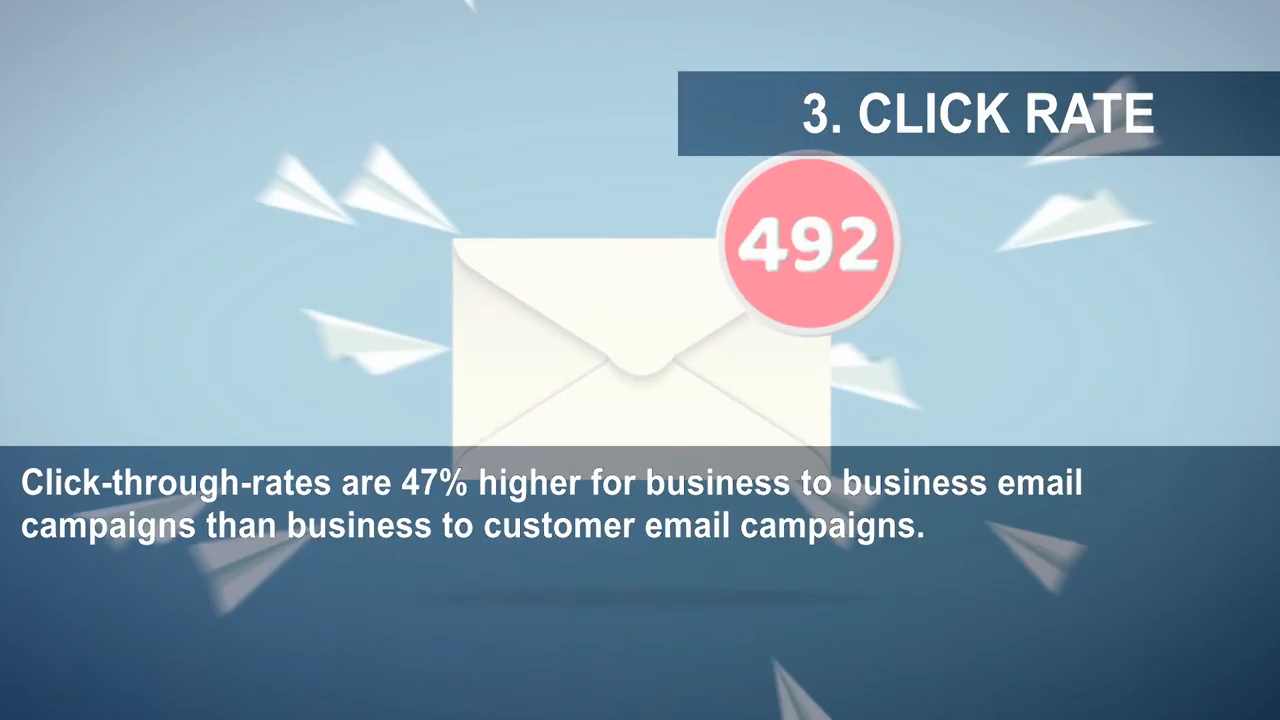 3. CLICK RATE
492
Click-through-rates are 47% higher for business to business email
campaigns than business to customer email campaigns.